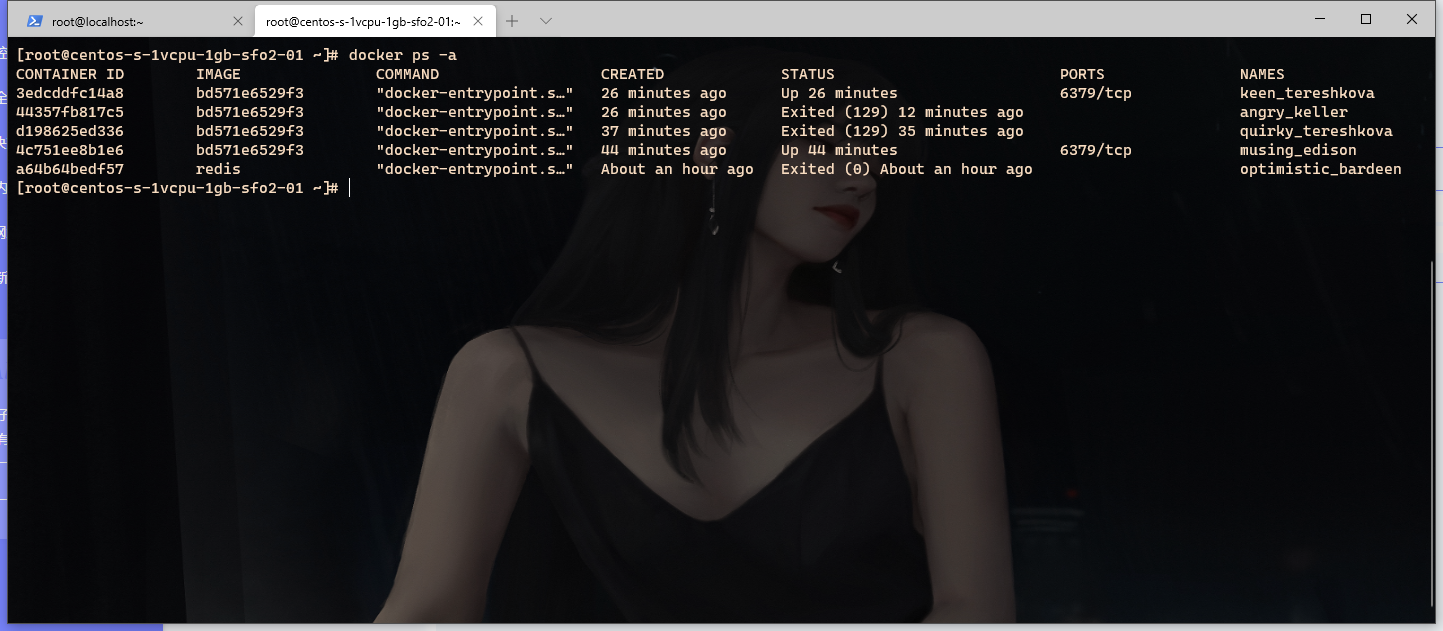 root@localhost:~
root@centos-s-1vcpu-1gb-sfo2-01:~
[root@centos-s-1vcpu-1gb-sfo2-01 ~]# docker ps -a
CONTAINER ID IMAGE COMMAND CREATED STATUS PORTS NAMES
3edcddfc14a8 bd571e6529f3 "docker-entrypoint.s…" 26 minutes ago Up 26 minutes 6379/tcp keen_tereshkova
44357fb817c5 bd571e6529f3 "docker-entrypoint.s…" 26 minutes ago Exited (129) 12 minutes ago angry_keller
d198625ed336 bd571e6529f3 "docker-entrypoint.s…" 37 minutes ago Exited (129) 35 minutes ago quirky_tereshkova
4c751ee8b1e6 bd571e6529f3 "docker-entrypoint.s…" 44 minutes ago Up 44 minutes 6379/tcp musing_edison
a64b64bedf57 redis "docker-entrypoint.s…" About an hour ago Exited (0) About an hour ago optimistic_bardeen
[root@centos-s-1vcpu-1gb-sfo2-01 ~]#